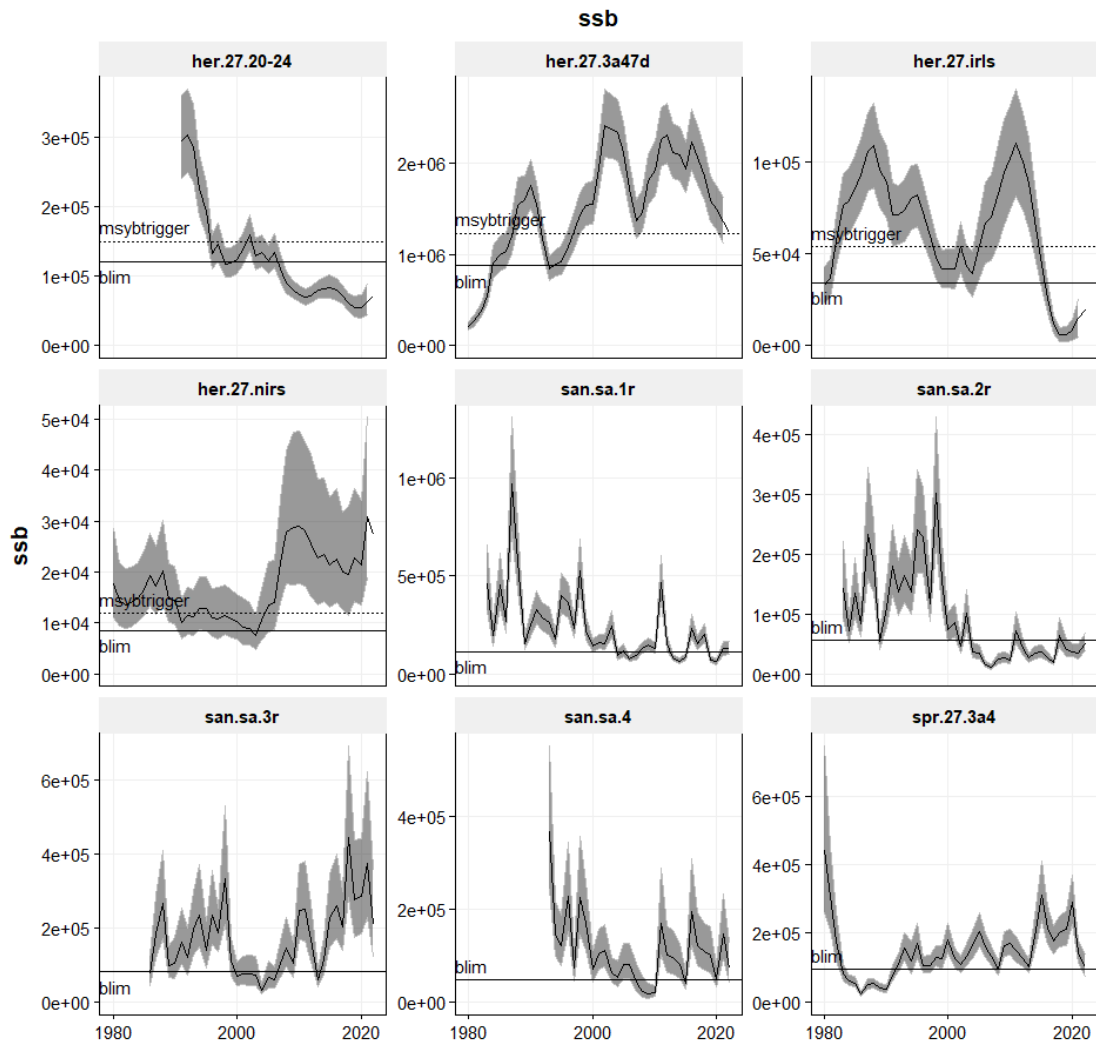 ssb
her.27.20-24
her.27.3a47d
her.27.irls
3e+05
2e+05
msybtrigger
1e+05
blim
0e+00
2e+06
msybtrigger
1e+06
blim
0e+00
1e+05
msybtrigger
5e+04
blim
0e+00
her.27.nirs
san.sa.1r
san.sa.2r
ssb
5e+04
4e+04
3e+04
2e+04
msybtrigger
1e+04
blim
0e+00
1e+06
5e+05
blim
0e+00
4e+05
3e+05
2e+05
1e+05
blim
0e+00
san.sa.3r
san.sa.4
spr.27.3a4
6e+05
4e+05
2e+05
blim
0e+00
4e+05
2e+05
blim
0e+00
6e+05
4e+05
2e+05
blim
0e+00
1980 2000 2020
1980 2000 2020
1980 2000 2020